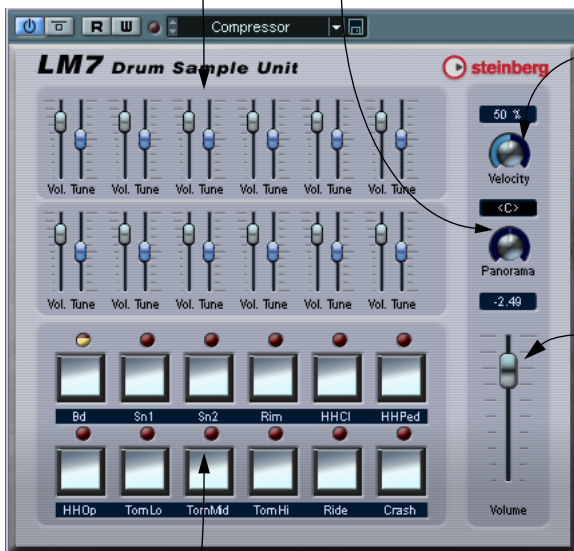 R W Compressor
LM7 Drum Sample Unit
steinberg
Vol. Tune Vol. Tune Vol. Tune Vol. Tune Vol. Tune Vol. Tune
Vol. Tune Vol. Tune Vol. Tune Vol. Tune Vol. Tune Vol. Tune
Bd Sn1 Sn2 Rim HHCl HHPed
HHOp TomLo TomMid TomHi Ride Crash
50 %
Velocity
<C>
Panorama
-2.49
Volume